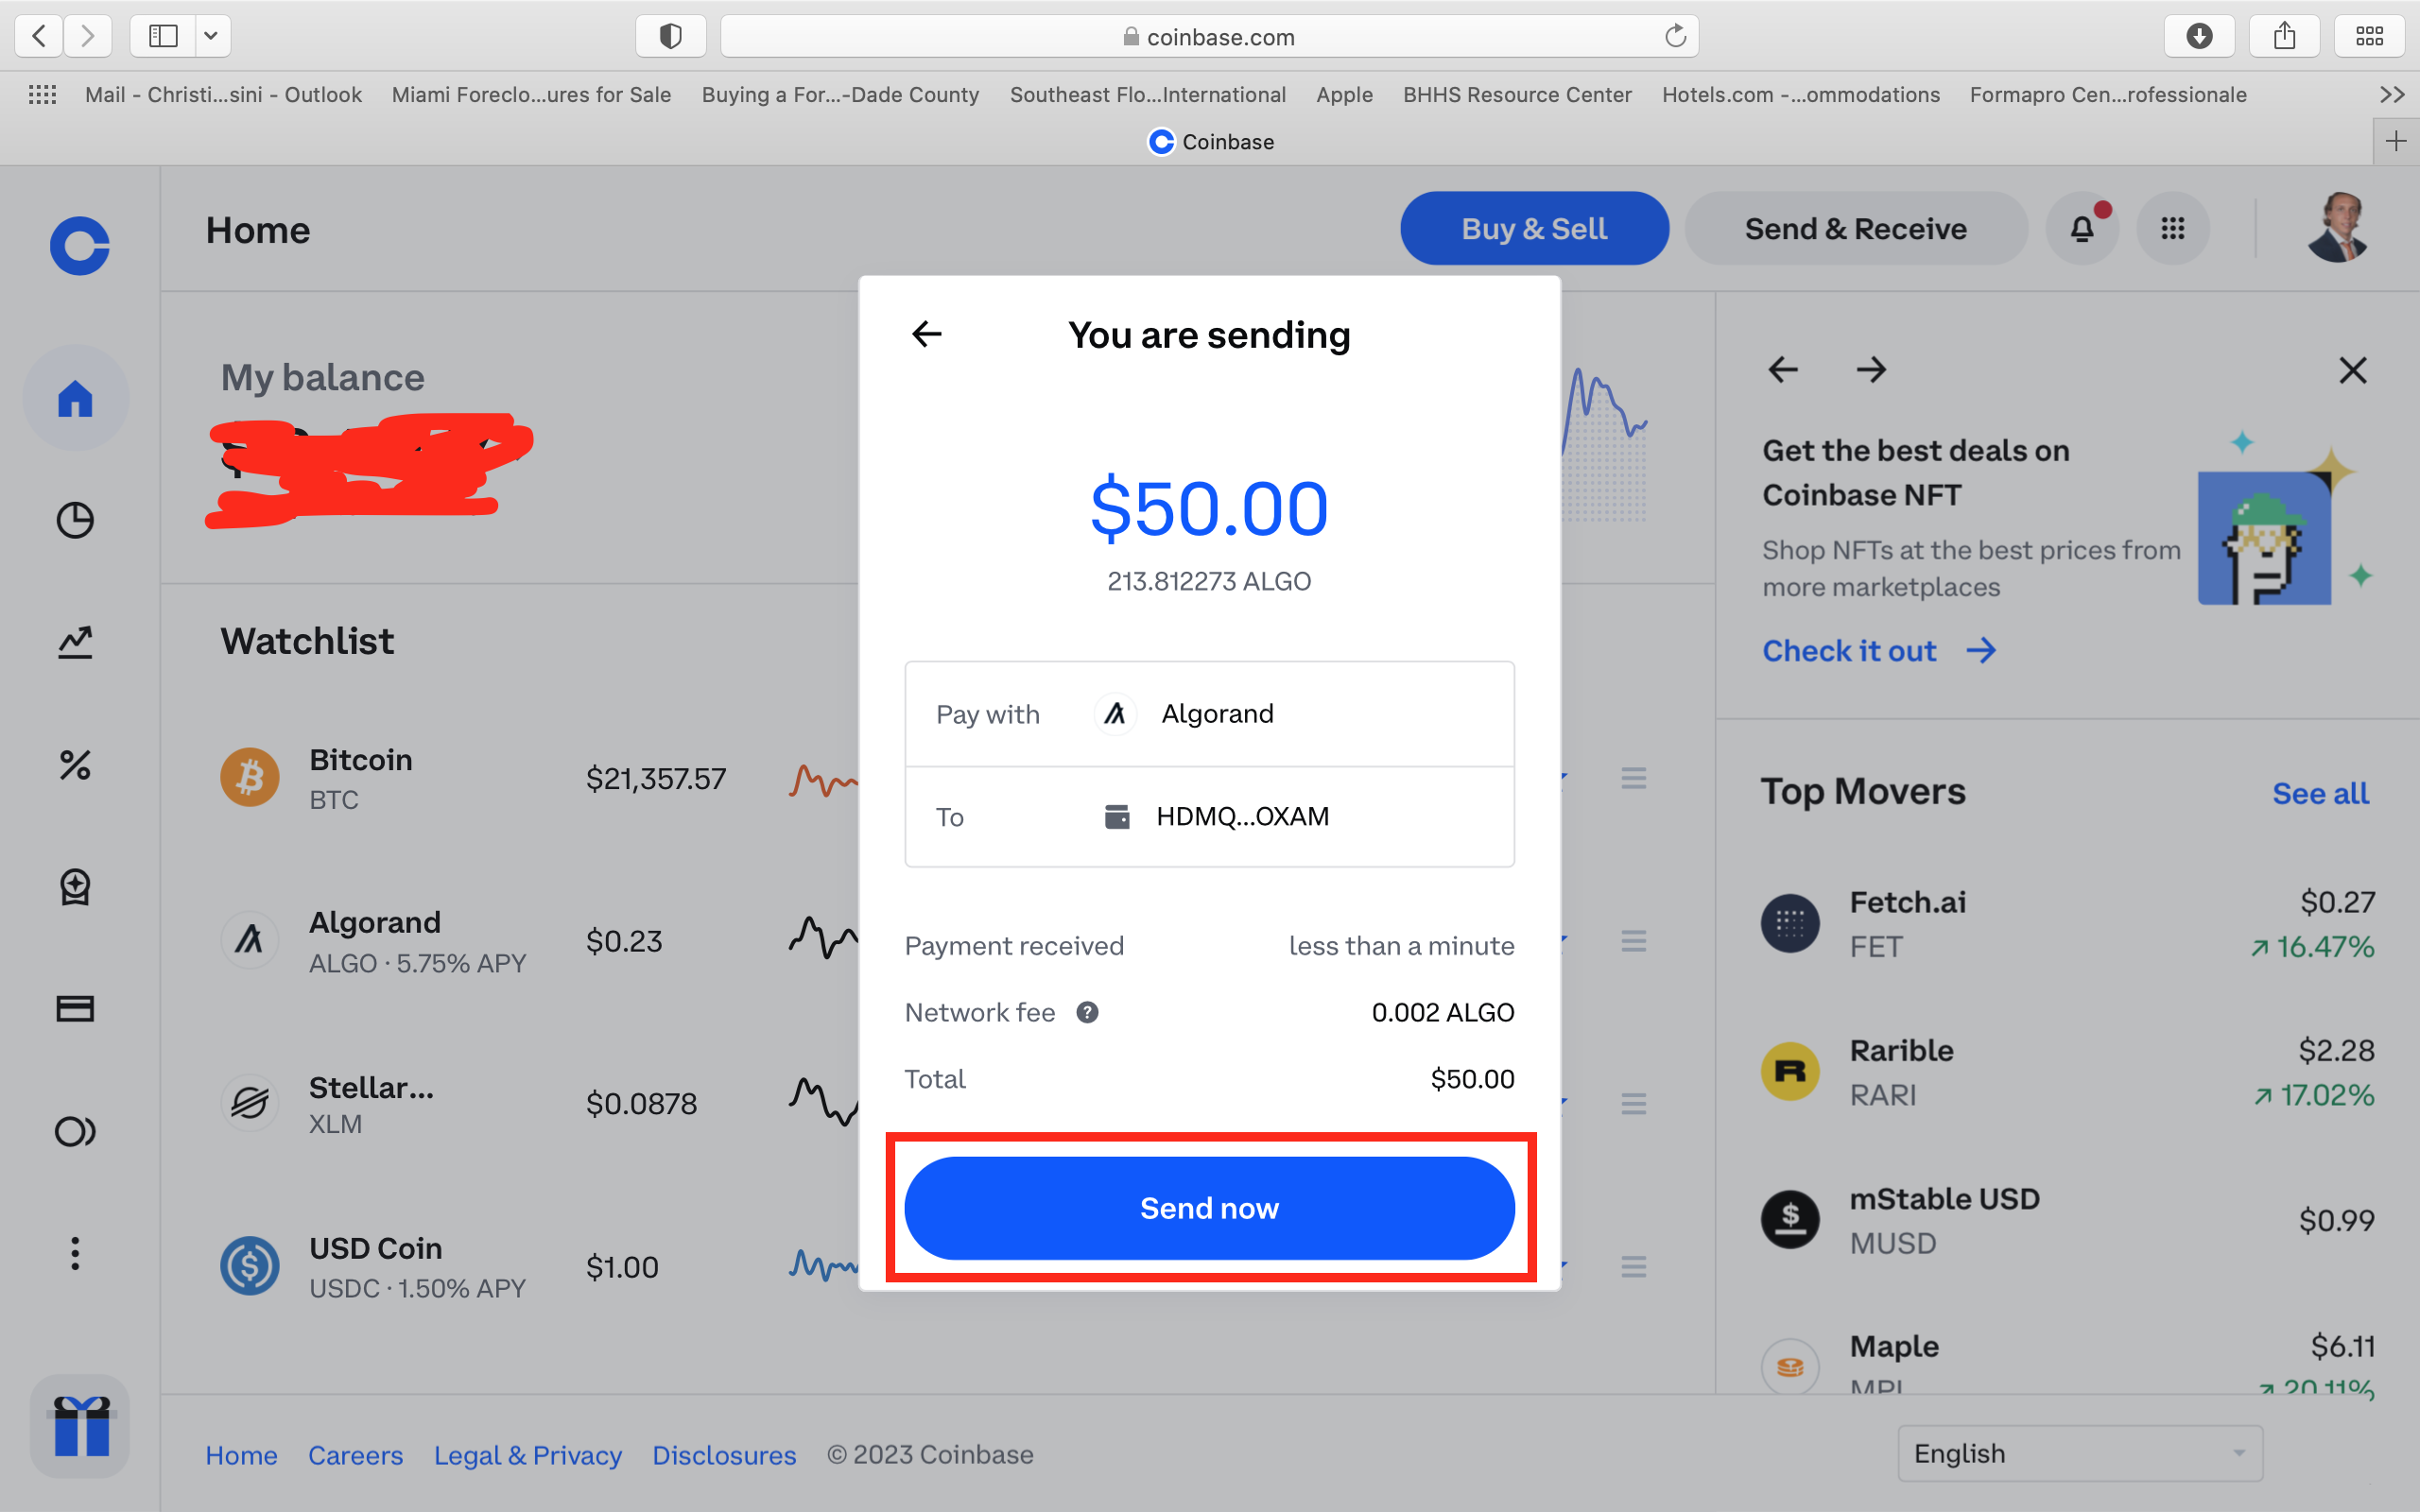 coinbase.com
Mail - Christi...sini - Outlook
Miami Foreclo...ures for Sale
Buying a For...-Dade County
Southeast Flo...International
Apple
BHHS Resource Center
Hotels.com -...ommodations
Formapro Cen...rofessionale
Coinbase
Home
Buy & Sell
Send & Receive
My balance
Watchlist
Bitcoin
BTC
$21,357.57
Algorand
ALGO · 5.75% APY
$0.23
Stellar...
XLM
$0.0878
USD Coin
USDC · 1.50% APY
$1.00
You are sending
$50.00
213.812273 ALGO
Pay with
Algorand
To
HDMQ...OXAM
Payment received
less than a minute
Network fee
0.002 ALGO
Total
$50.00
Send now
Get the best deals on
Coinbase NFT
Shop NFTs at the best prices from
more marketplaces
Check it out
Top Movers
See all
Fetch.ai
FET
$0.27
↗ 16.47%
Rarible
RARI
$2.28
↗ 17.02%
mStable USD
MUSD
$0.99
Maple
MPL
$6.11
↗ 20.11%
Home
Careers
Legal & Privacy
Disclosures
© 2023 Coinbase
English